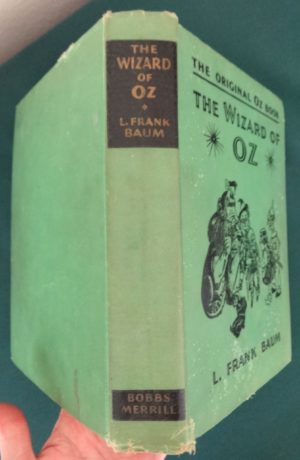 THE
WIZARD
OF
OZ
L. FRANK
BAUM
BOBBS
MERRILL
THE ORIGINAL OZ BOOK
THE WIZARD OF
OZ
L. FRANK BAUM